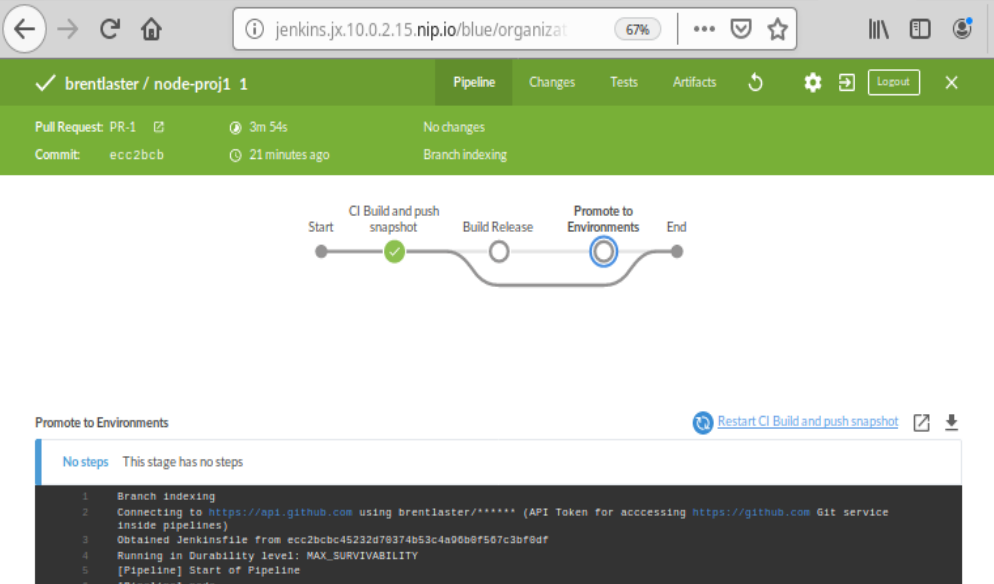 jenkins.jx.10.0.2.15.nip.io/blue/organizat 67%
brentlaster / node-proj1 1 Pipeline Changes Tests Artifacts Logout
Pull Request: PR-1 3m 54s No changes
Commit: ecc2bcb 21 minutes ago Branch indexing
Start CI Build and push snapshot Build Release Promote to Environments End
Promote to Environments Restart CI Build and push snapshot
No steps This stage has no steps
1 Branch indexing
2 Connecting to https://api.github.com using brentlaster/****** (API Token for acccessing https://github.com Git service
inside pipelines)
3 Obtained Jenkinsfile from ecc2bcbc45232d70374b53c4a96b0f567c3bf0df
4 Running in Durability level: MAX_SURVIVABILITY
5 [Pipeline] Start of Pipeline